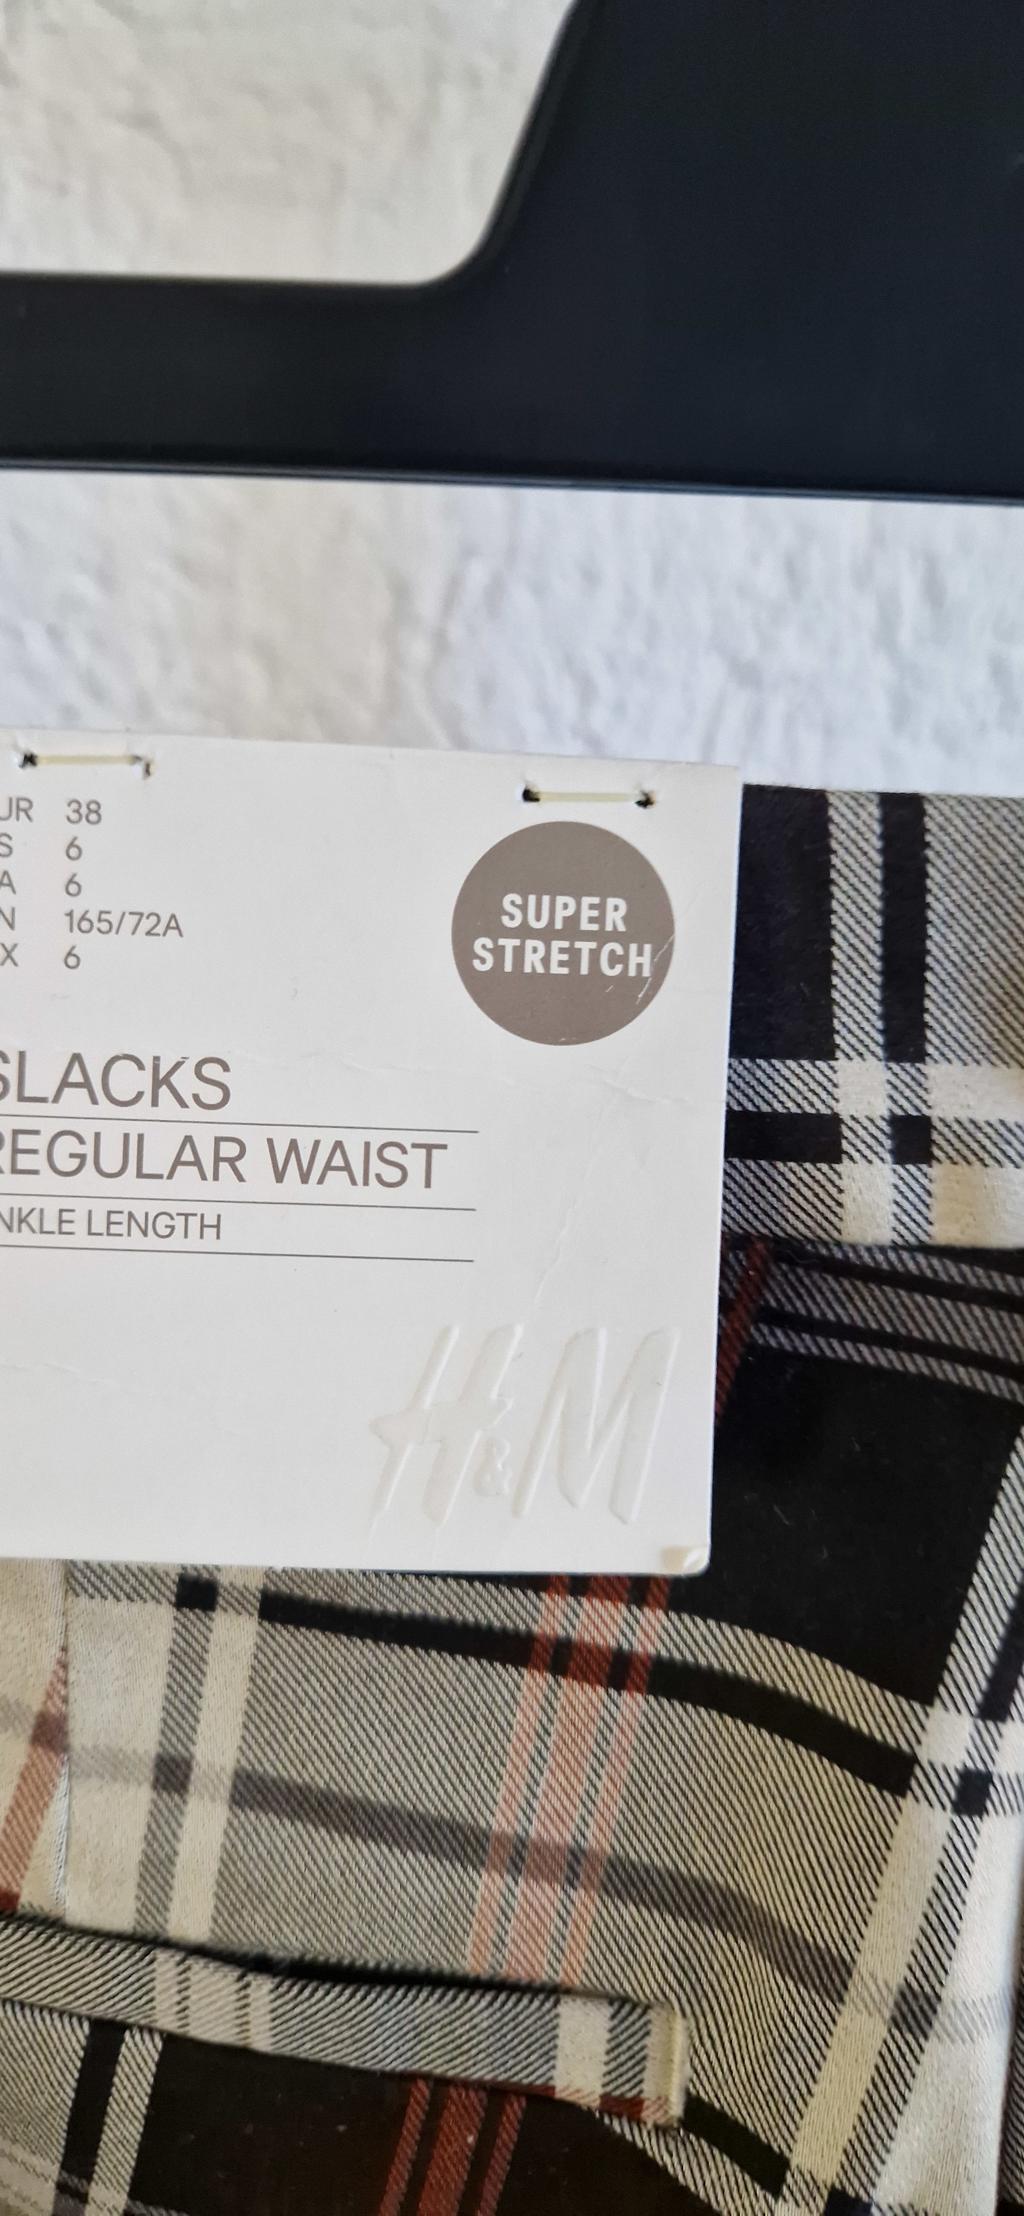 UR 38
S 6
A 6
N 165/72A
X 6
SUPER
STRETCH
SLACKS
REGULAR WAIST
NKLE LENGTH
H&M